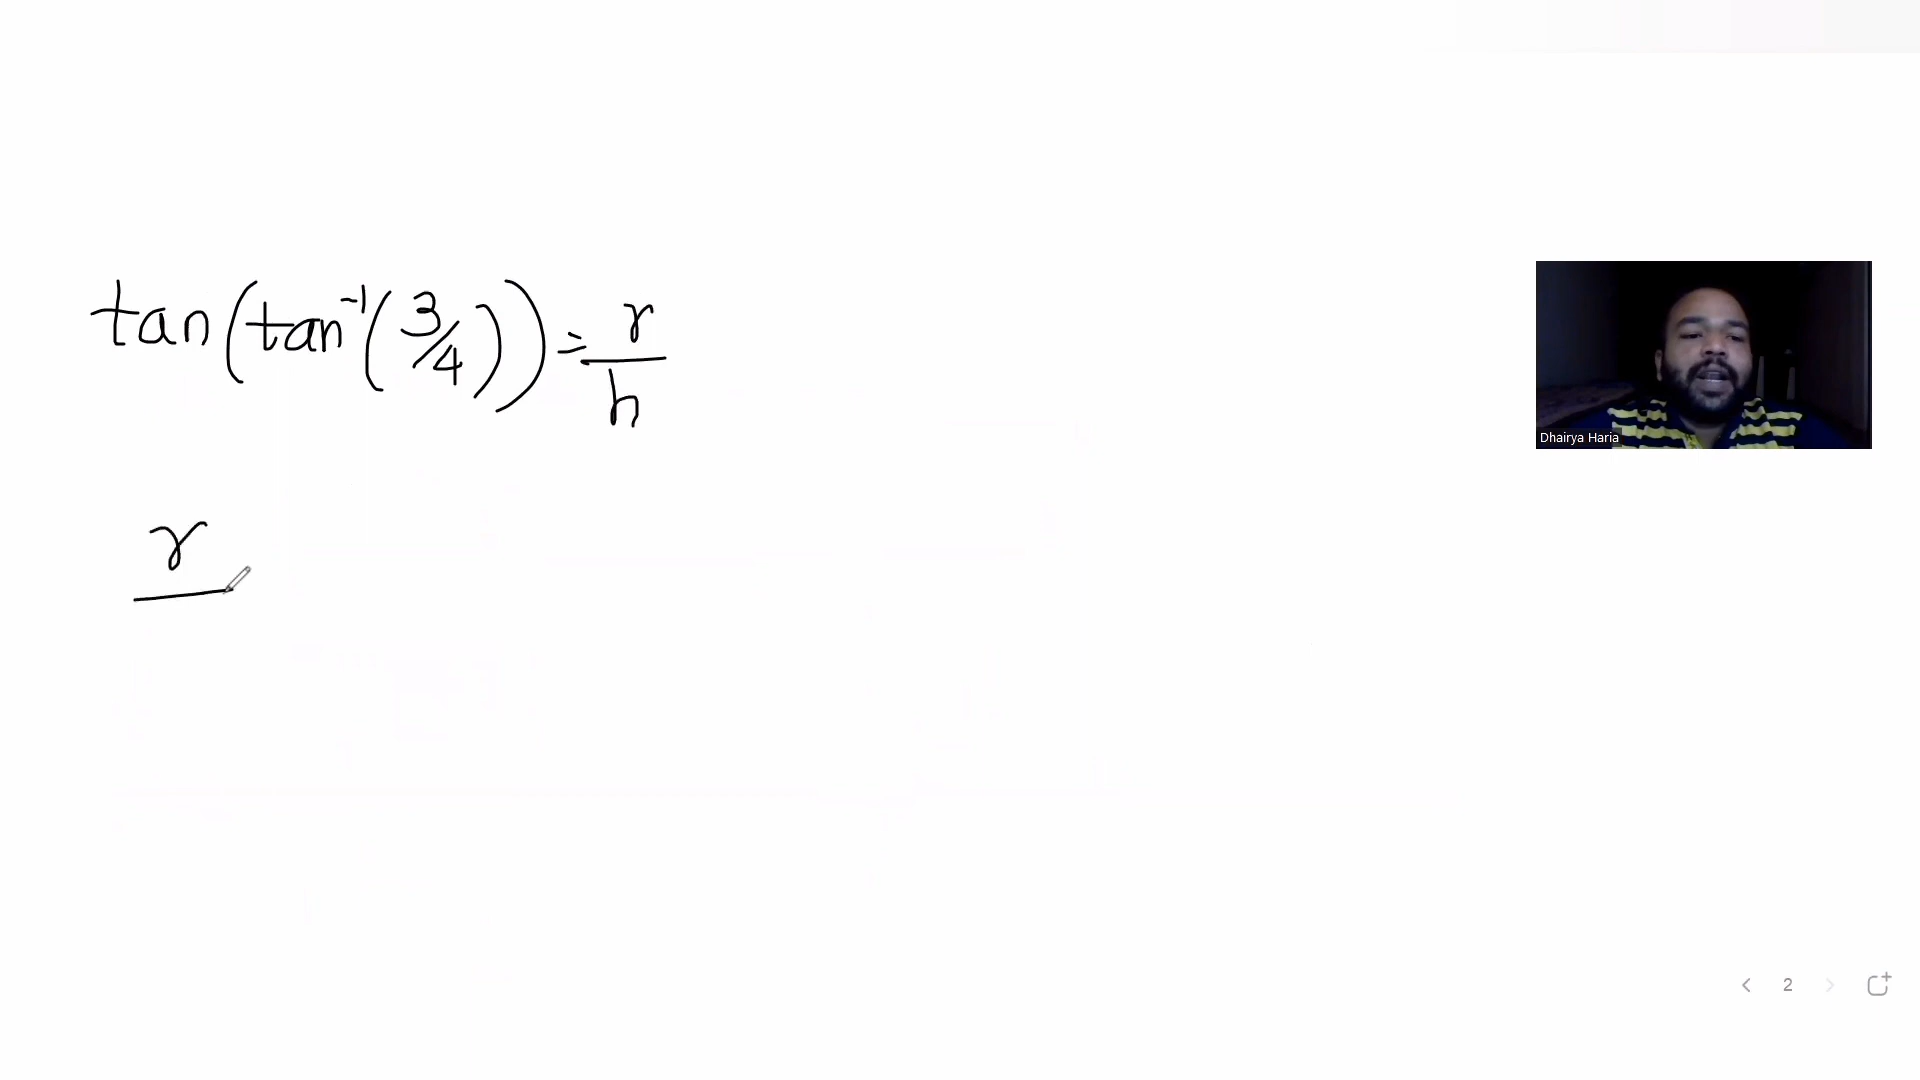 tan(tan⁻¹(3/4)) = r/h
r
Dhairya Haria
2